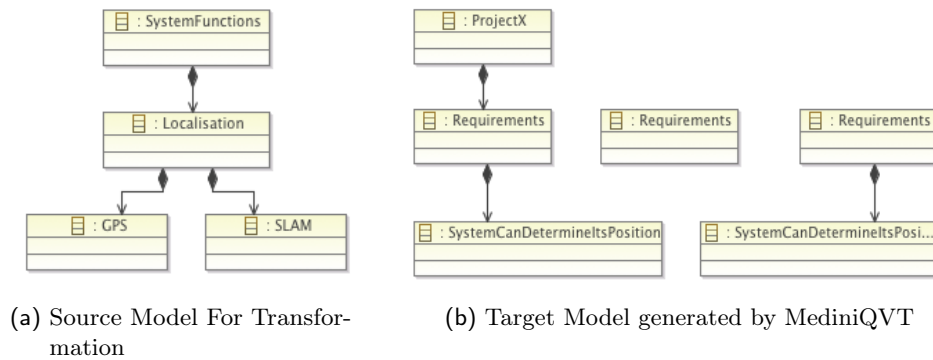 : SystemFunctions
: Localisation
: GPS
: SLAM
(a) Source Model For Transfor-
mation
: ProjectX
: Requirements
: Requirements
: Requirements
: SystemCanDetermineItsPosition
: SystemCanDetermineItsPosi...
(b) Target Model generated by MediniQVT